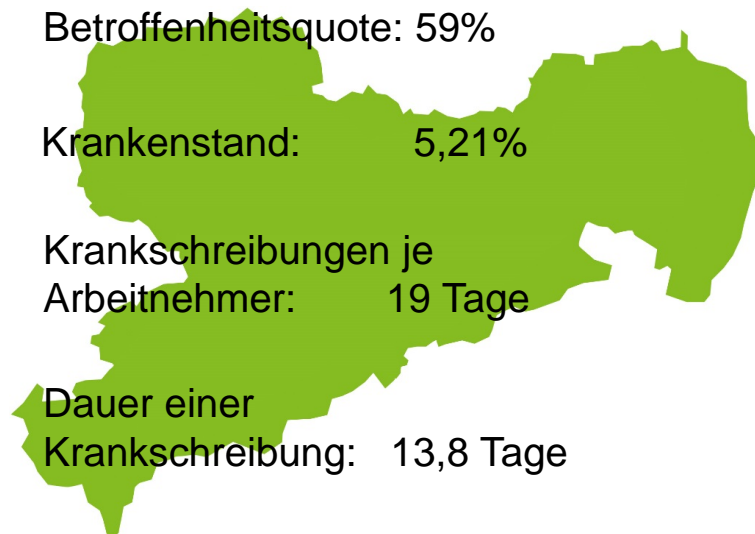 Betroffenheitsquote: 59%
Krankenstand: 5,21%
Krankschreibungen je
Arbeitnehmer: 19 Tage
Dauer einer
Krankschreibung: 13,8 Tage